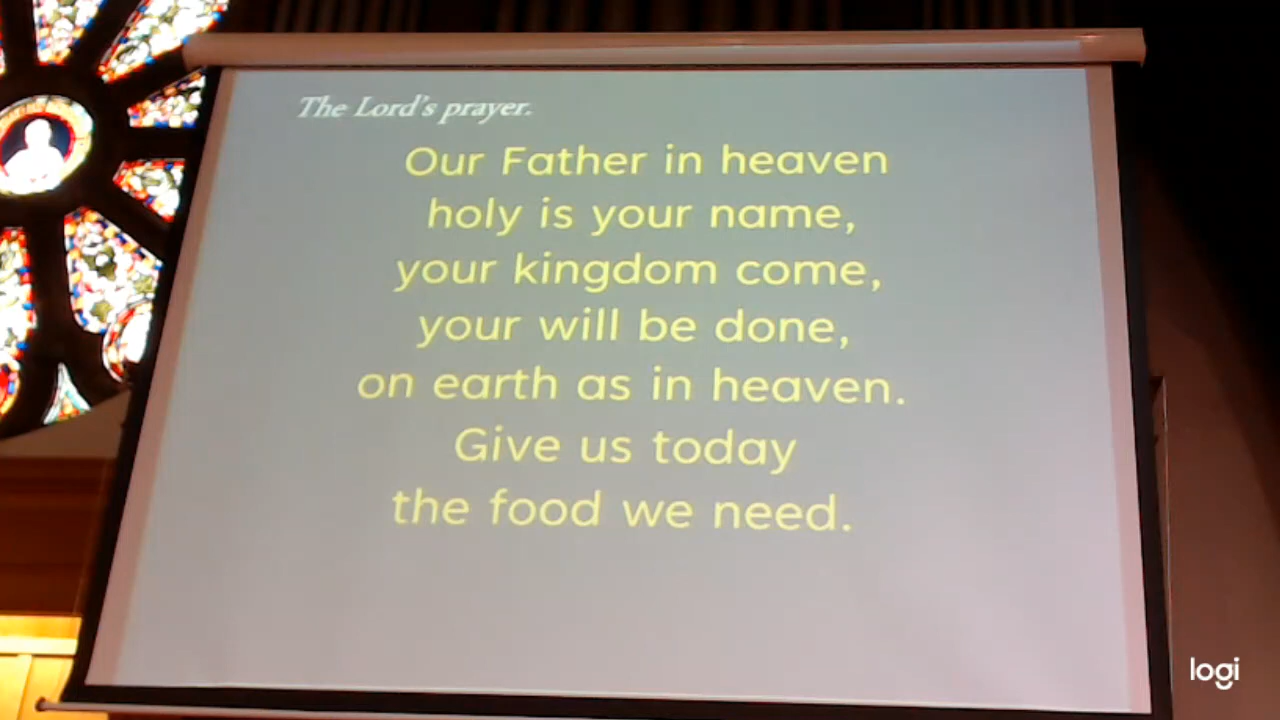 The Lord's prayer.
Our Father in heaven
holy is your name,
your kingdom come,
your will be done,
on earth as in heaven.
Give us today
the food we need.
logi